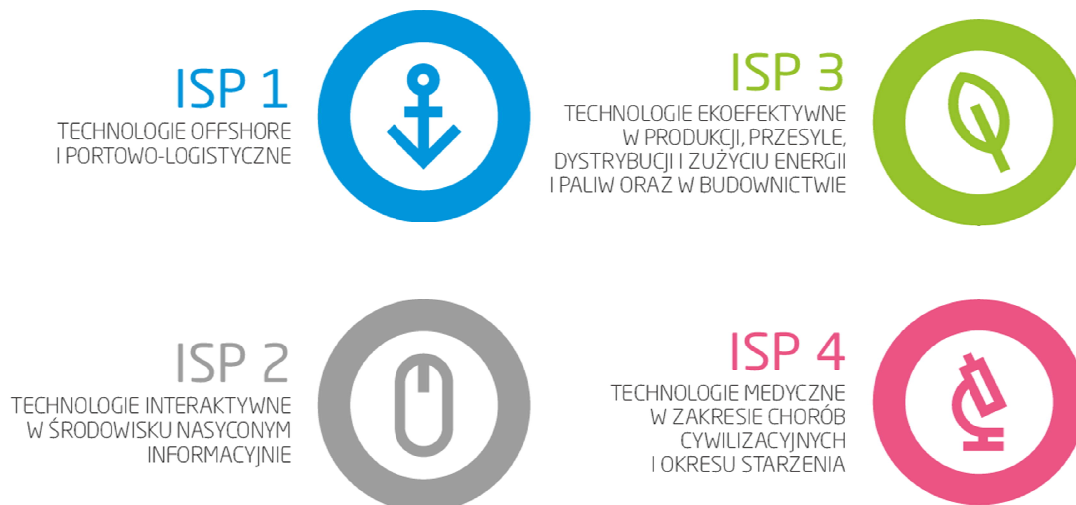 ISP 1
TECHNOLOGIE OFFSHORE
I PORTOWO-LOGISTYCZNE
ISP 3
TECHNOLOGIE EKOEFEKTYWNE
W PRODUKCJI, PRZESYLE,
DYSTRYBUCJI I ZUŻYCIU ENERGII
I PALIW ORAZ W BUDOWNICTWIE
ISP 2
TECHNOLOGIE INTERAKTYWNE
W ŚRODOWISKU NASYCONYM
INFORMACYJNIE
ISP 4
TECHNOLOGIE MEDYCZNE
W ZAKRESIE CHORÓB
CYWILIZACYJNYCH
I OKRESU STARZENIA